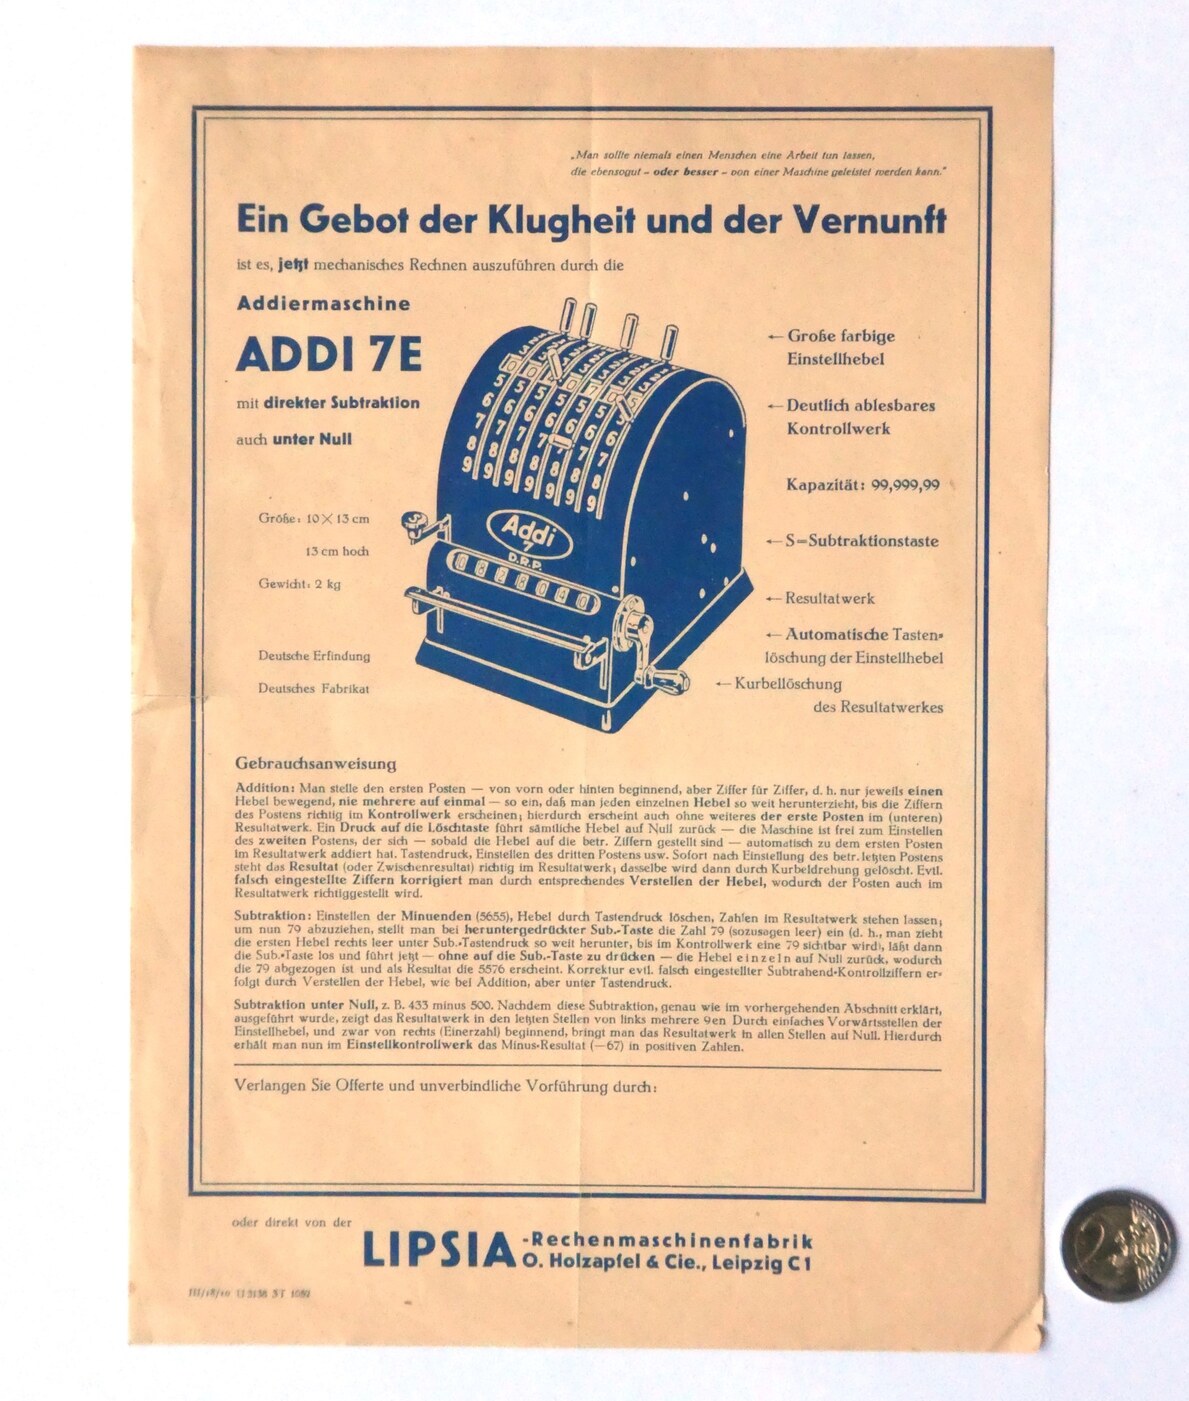 „Man sollte niemals einen Menschen eine Arbeit tun lassen,
die ebensogut – oder besser – von einer Maschine geleistet werden kann."
Ein Gebot der Klugheit und der Vernunft
ist es, jetzt mechanisches Rechnen auszuführen durch die
Addiermaschine
ADDI 7E
mit direkter Subtraktion
auch unter Null
Größe: 10 × 13 cm
13 cm hoch
Gewicht: 2 kg
Deutsche Erfindung
Deutsches Fabrikat
Addi
7
D.R.P.
← Große farbige
Einstellhebel
← Deutlich ablesbares
Kontrollwerk
Kapazität: 99,999,99
← S=Subtraktionstaste
← Resultatwerk
← Automatische Tasten-
löschung der Einstellhebel
← Kurbellöschung
des Resultatwerkes
Gebrauchsanweisung
Addition: Man stelle den ersten Posten — von vorn oder hinten beginnend, aber Ziffer für Ziffer, d. h. nur jeweils einen
Hebel bewegend, nie mehrere auf einmal — so ein, daß man jeden einzelnen Hebel so weit herunterzieht, bis die Ziffern
des Postens richtig im Kontrollwerk erscheinen; hierdurch erscheint auch ohne weiteres der erste Posten im (unteren)
Resultatwerk. Ein Druck auf die Löschtaste führt sämtliche Hebel auf Null zurück — die Maschine ist frei zum Einstellen
des zweiten Postens, der sich — sobald die Hebel auf die betr. Ziffern gestellt sind — automatisch zu dem ersten Posten
im Resultatwerk addiert hat. Tastendruck, Einstellen des dritten Postens usw. Sofort nach Einstellung des betr. letzten Postens
steht das Resultat (oder Zwischenresultat) richtig im Resultatwerk; dasselbe wird dann durch Kurbeldrehung gelöscht. Evtl.
falsch eingestellte Ziffern korrigiert man durch entsprechendes Verstellen der Hebel, wodurch der Posten auch im
Resultatwerk richtiggestellt wird.
Subtraktion: Einstellen der Minuenden (5655), Hebel durch Tastendruck löschen, Zahlen im Resultatwerk stehen lassen;
um nun 79 abzuziehen, stellt man bei heruntergedrückter Sub.-Taste die Zahl 79 (sozusagen leer) ein (d. h., man zieht
die ersten Hebel rechts leer unter Sub.-Tastendruck so weit herunter, bis im Kontrollwerk eine 79 sichtbar wird), läßt dann
die Sub.-Taste los und führt jetzt — ohne auf die Sub.-Taste zu drücken — die Hebel einzeln auf Null zurück, wodurch
die 79 abgezogen ist und als Resultat die 5576 erscheint. Korrektur evtl. falsch eingestellter Subtrahend-Kontrollziffern er-
folgt durch Verstellen der Hebel, wie bei Addition, aber unter Tastendruck.
Subtraktion unter Null, z. B. 433 minus 500. Nachdem diese Subtraktion, genau wie im vorhergehenden Abschnitt erklärt,
ausgeführt wurde, zeigt das Resultatwerk in den letzten Stellen von links mehrere 9en Durch einfaches Vorwärtsstellen der
Einstellhebel, und zwar von rechts (Einerzahl) beginnend, bringt man das Resultatwerk in allen Stellen auf Null. Hierdurch
erhält man nun im Einstellkontrollwerk das Minus-Resultat (—67) in positiven Zahlen.
Verlangen Sie Offerte und unverbindliche Vorführung durch:
oder direkt von der
LIPSIA-Rechenmaschinenfabrik
O. Holzapfel & Cie., Leipzig C 1
2